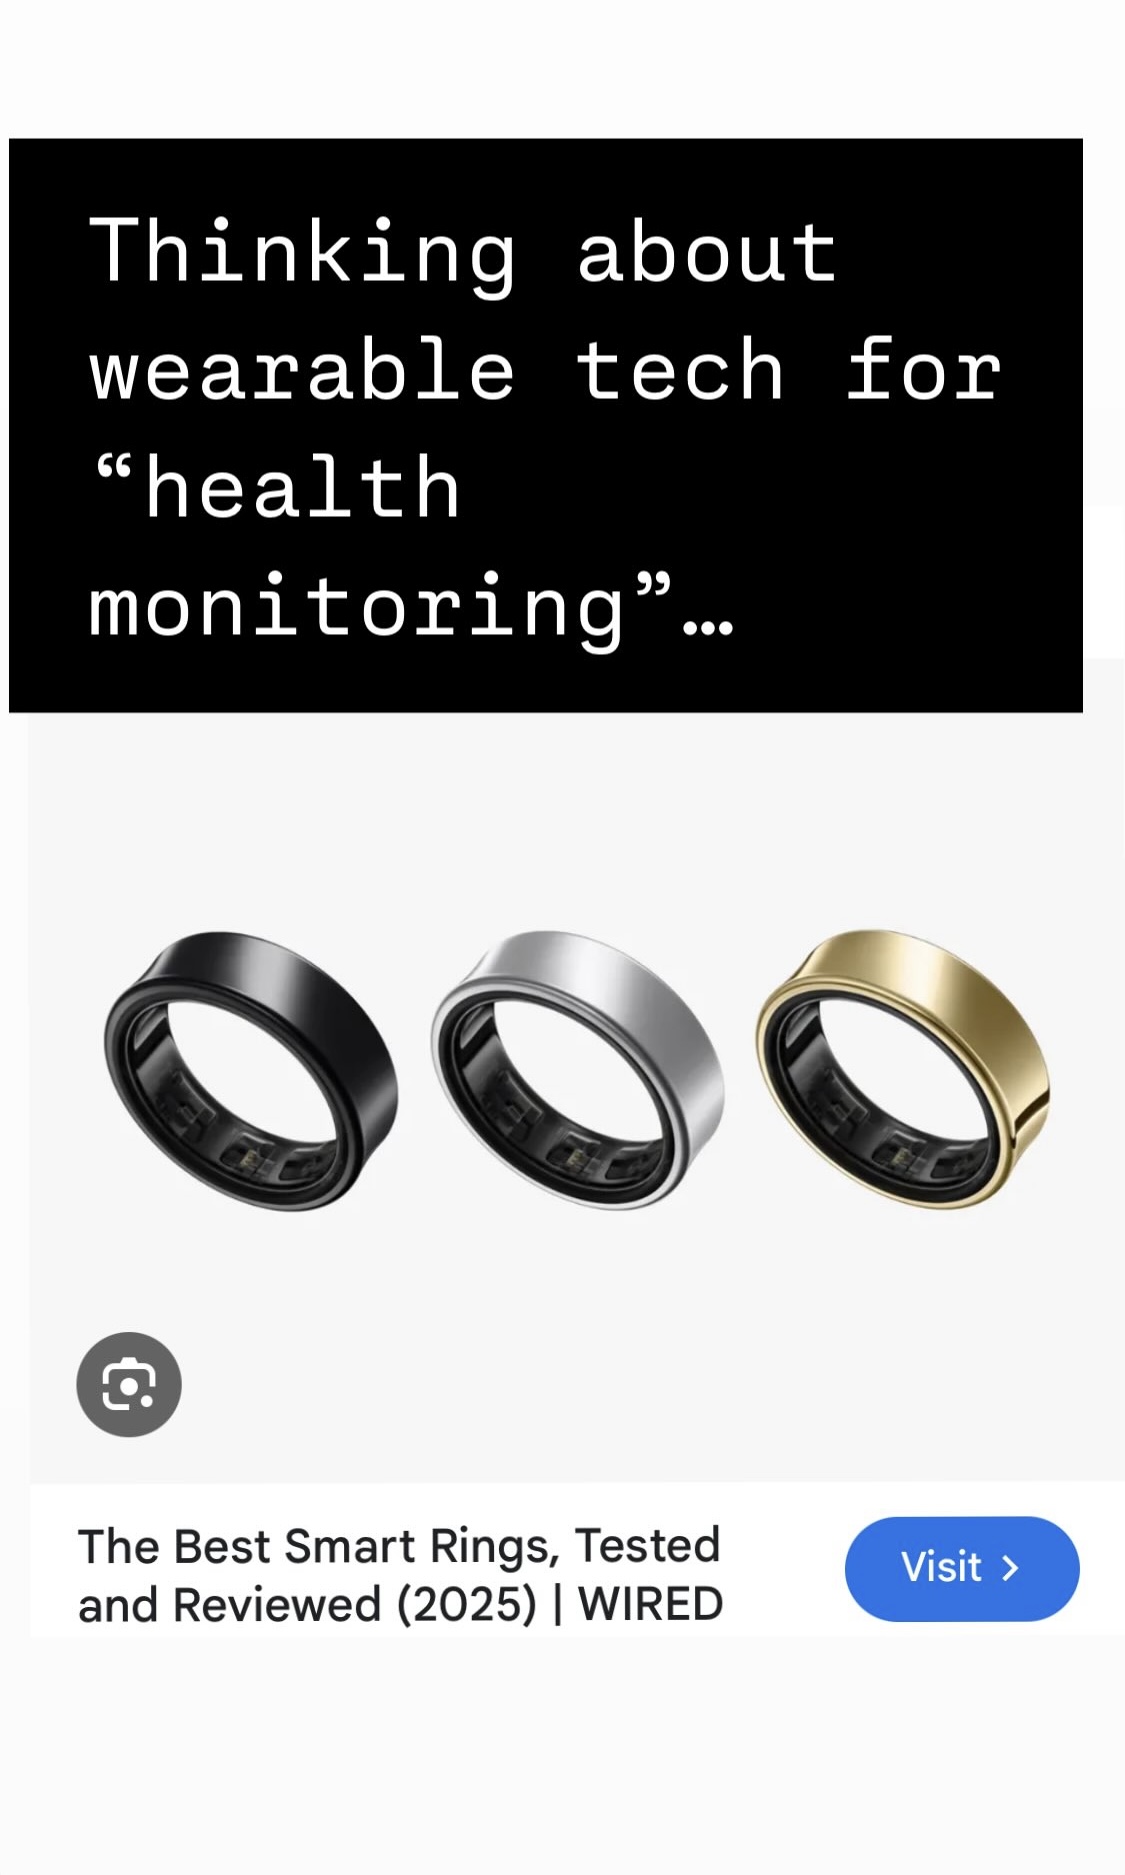 Thinking about
wearable tech for
“health
monitoring”…
The Best Smart Rings, Tested
and Reviewed (2025) | WIRED
Visit